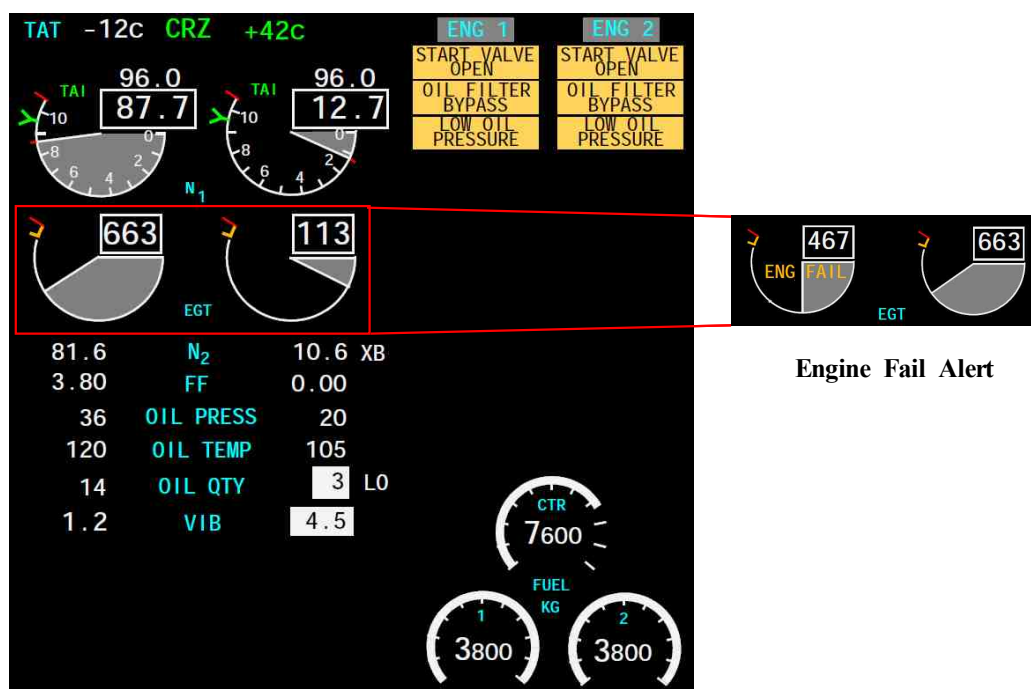 TAT -12c CRZ +42c
ENG 1 ENG 2
START VALVE OPEN START VALVE OPEN
OIL FILTER BYPASS OIL FILTER BYPASS
LOW OIL PRESSURE LOW OIL PRESSURE
TAI 96.0 TAI 96.0
87.7 12.7
10 8 6 4 2 0 10 8 6 4 2 0
N1
663 113
EGT
467 663
ENG FAIL
EGT
Engine Fail Alert
81.6 N2 10.6 XB
3.80 FF 0.00
36 OIL PRESS 20
120 OIL TEMP 105
14 OIL QTY 3 LO
1.2 VIB 4.5
CTR
7600
FUEL
KG
1 2
3800 3800